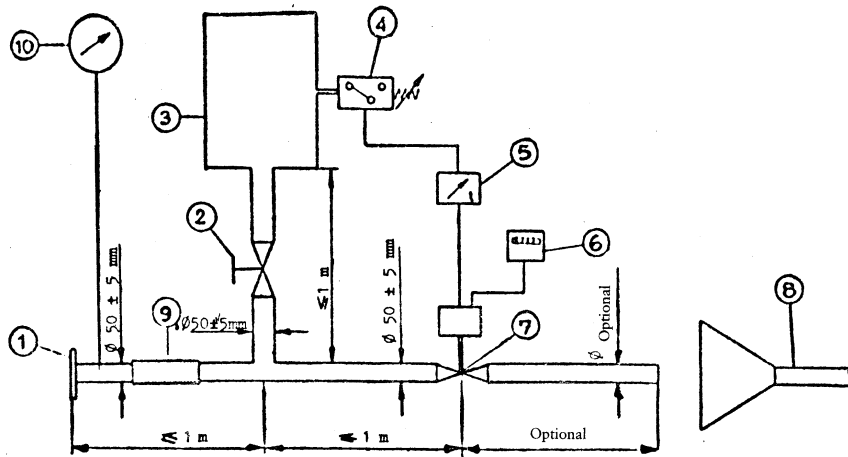 10
4
3
5
2
6
⩽ 1 m
Ø 50 ± 5 mm
Ø 50 ± 5 mm
Ø Optional
9
Ø50±5mm
7
8
1
⩽ 1 m
⩽ 1 m
Optional